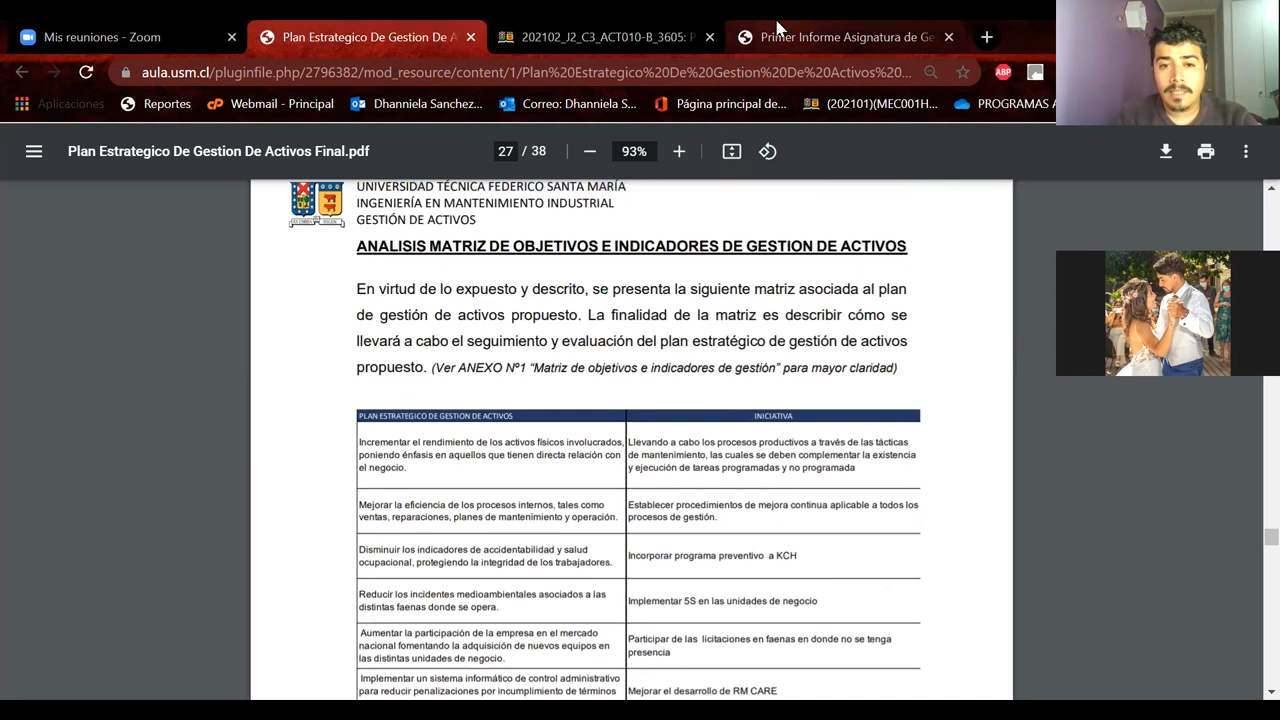 Mis reuniones - Zoom
Plan Estrategico De Gestion De A
202102_J2_C3_ACT010-B_3605: P
Primer Informe Asignatura de Ge
aula.usm.cl/pluginfile.php/2796382/mod_resource/content/1/Plan%20Estrategico%20De%20Gestion%20De%20Activos%20...
ABP
Aplicaciones
Reportes
Webmail - Principal
Dhanniela Sanchez...
Correo: Dhanniela S...
Página principal de...
(202101)(MEC001H...
PROGRAMAS A
Plan Estrategico De Gestion De Activos Final.pdf
27 / 38
93%
UNIVERSIDAD TÉCNICA FEDERICO SANTA MARÍA
INGENIERÍA EN MANTENIMIENTO INDUSTRIAL
GESTIÓN DE ACTIVOS
ANALISIS MATRIZ DE OBJETIVOS E INDICADORES DE GESTION DE ACTIVOS
En virtud de lo expuesto y descrito, se presenta la siguiente matriz asociada al plan
de gestión de activos propuesto. La finalidad de la matriz es describir cómo se
llevará a cabo el seguimiento y evaluación del plan estratégico de gestión de activos
propuesto. (Ver ANEXO Nº1 “Matriz de objetivos e indicadores de gestión” para mayor claridad)
PLAN ESTRATEGICO DE GESTION DE ACTIVOS
INICIATIVA
Incrementar el rendimiento de los activos físicos involucrados,
poniendo énfasis en aquellos que tienen directa relación con
el negocio.
Llevando a cabo los procesos productivos a través de las tácticas
de mantenimiento, las cuales se deben complementar la existencia
y ejecución de tareas programadas y no programada
Mejorar la eficiencia de los procesos internos, tales como
ventas, reparaciones, planes de mantenimiento y operación.
Establecer procedimientos de mejora continua aplicable a todos los
procesos de gestión.
Disminuir los indicadores de accidentabilidad y salud
ocupacional, protegiendo la integridad de los trabajadores.
Incorporar programa preventivo a KCH
Reducir los incidentes medioambientales asociados a las
distintas faenas donde se opera.
Implementar 5S en las unidades de negocio
Aumentar la participación de la empresa en el mercado
nacional fomentando la adquisición de nuevos equipos en
las distintas unidades de negocio.
Participar de las licitaciones en faenas en donde no se tenga
presencia
Implementar un sistema informático de control administrativo
para reducir penalizaciones por incumplimiento de términos
Mejorar el desarrollo de RM CARE